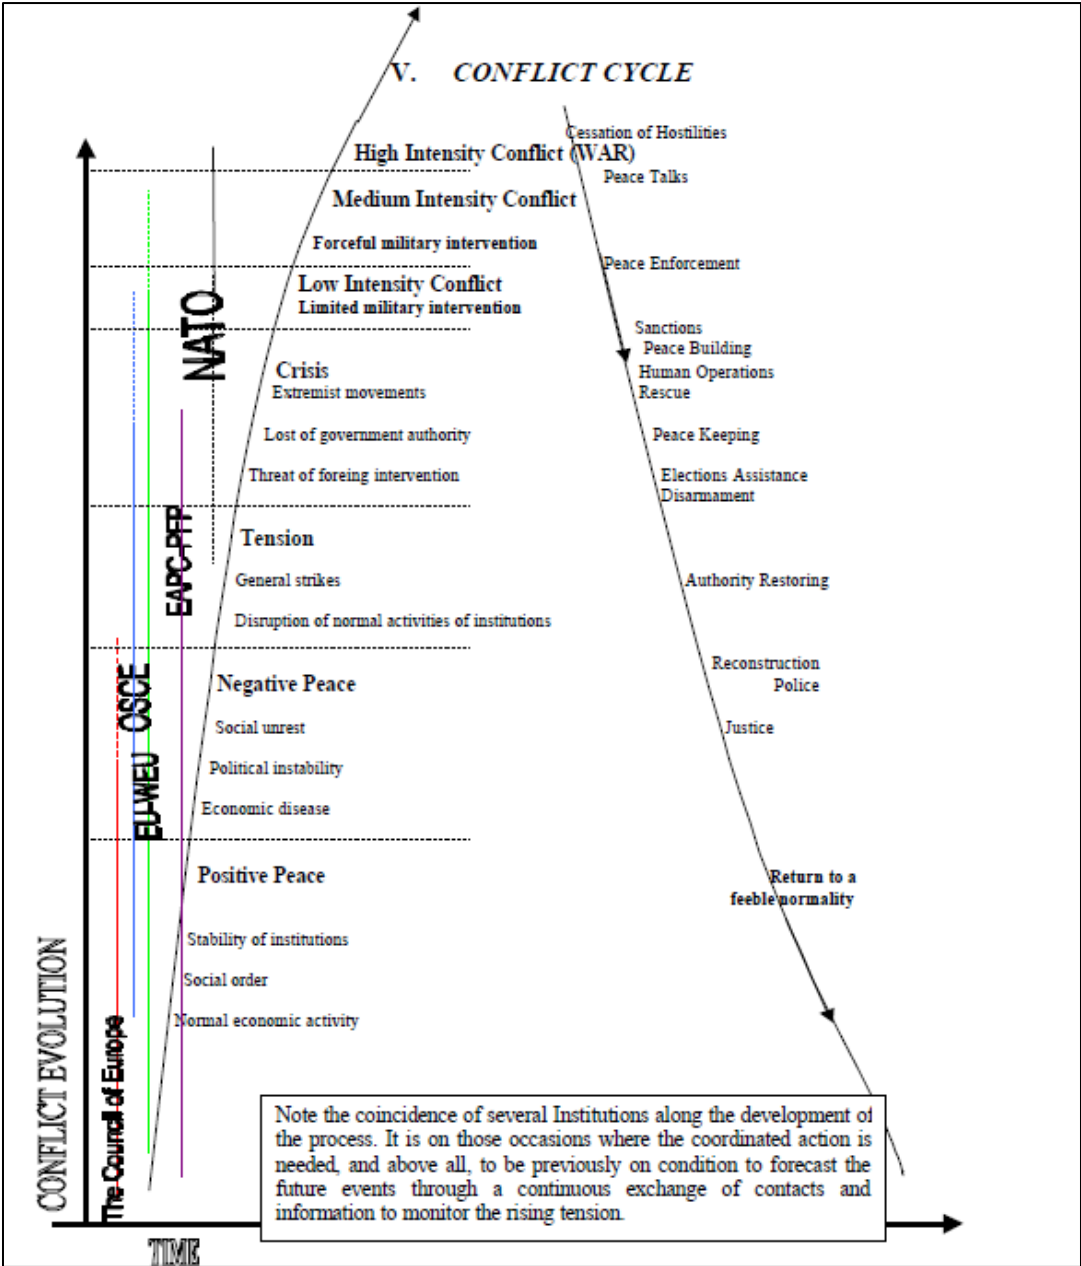 V. CONFLICT CYCLE
Cessation of Hostilities
High Intensity Conflict (WAR)
Peace Talks
Medium Intensity Conflict
Forceful military intervention
Peace Enforcement
Low Intensity Conflict
Limited military intervention
NATO
Sanctions
Peace Building
Crisis
Human Operations
Extremist movements
Rescue
Lost of government authority
Peace Keeping
Threat of foreing intervention
Elections Assistance
Disarmament
EAPC-PFP
Tension
General strikes
Authority Restoring
Disruption of normal activities of institutions
OSCE
Negative Peace
Reconstruction
Police
Social unrest
Justice
EU-WEU
Political instability
Economic disease
Positive Peace
Return to a
feeble normality
Stability of institutions
Social order
Normal economic activity
CONFLICT EVOLUTION
The Council of Europe
Note the coincidence of several Institutions along the development of
the process. It is on those occasions where the coordinated action is
needed, and above all, to be previously on condition to forecast the
future events through a continuous exchange of contacts and
information to monitor the rising tension.
TIME